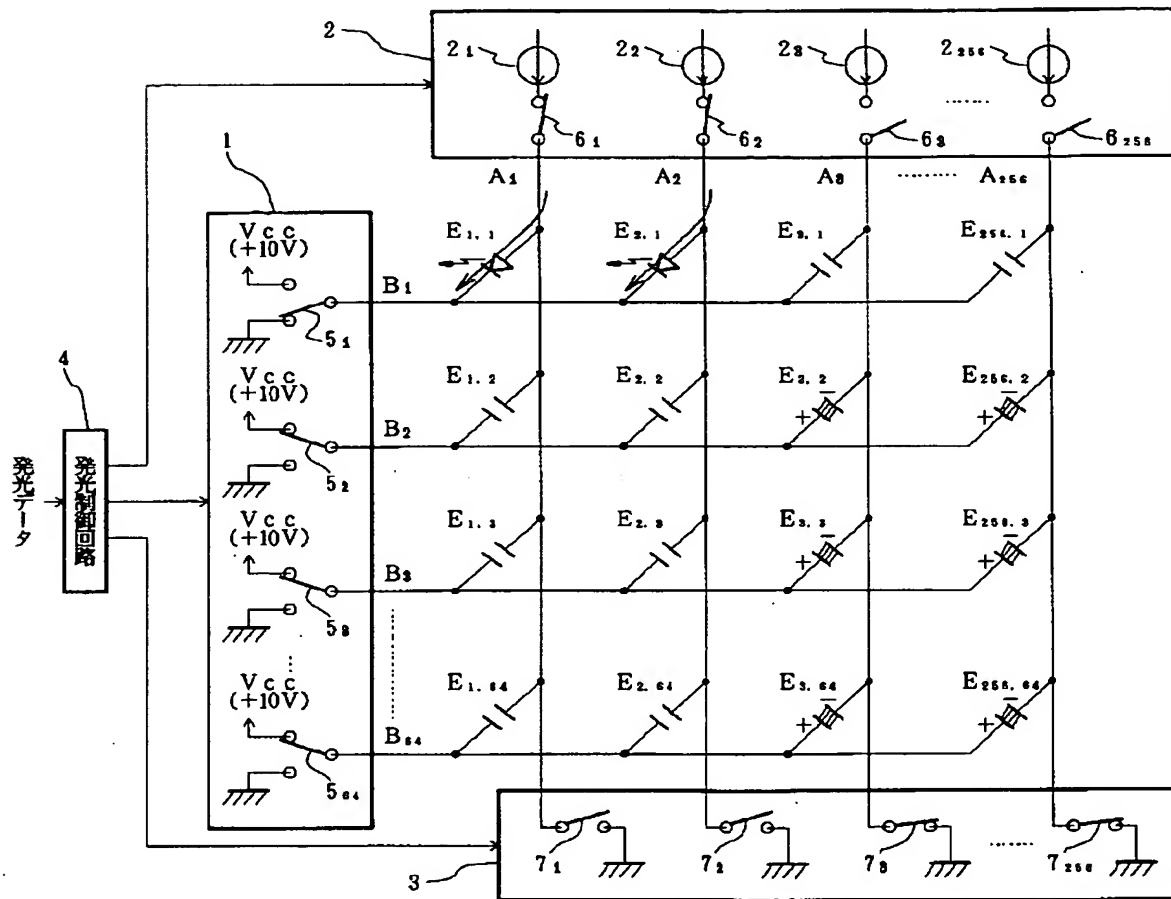 2
2₁ 2₂ 2₃ 2₂₅₆
........
6₁ 6₂ 6₃ 6₂₅₆
1
A₁ A₂ A₃ ........ A₂₅₆
Vcc
(+10V)
E₁.₁ E₂.₁ E₃.₁ E₂₅₆.₁
B₁
5₁
4
Vcc
(+10V)
E₁.₂ E₂.₂ E₃.₂ E₂₅₆.₂
+ − + −
B₂
5₂
発光データ
発光制御回路
Vcc
(+10V)
E₁.₃ E₂.₃ E₃.₃ E₂₅₆.₃
+ − + −
B₃
5₃
Vcc
(+10V)
E₁.₆₄ E₂.₆₄ E₃.₆₄ E₂₅₆.₆₄
+ − + −
B₆₄
5₆₄
7₁ 7₂ 7₃ ........ 7₂₅₆
3